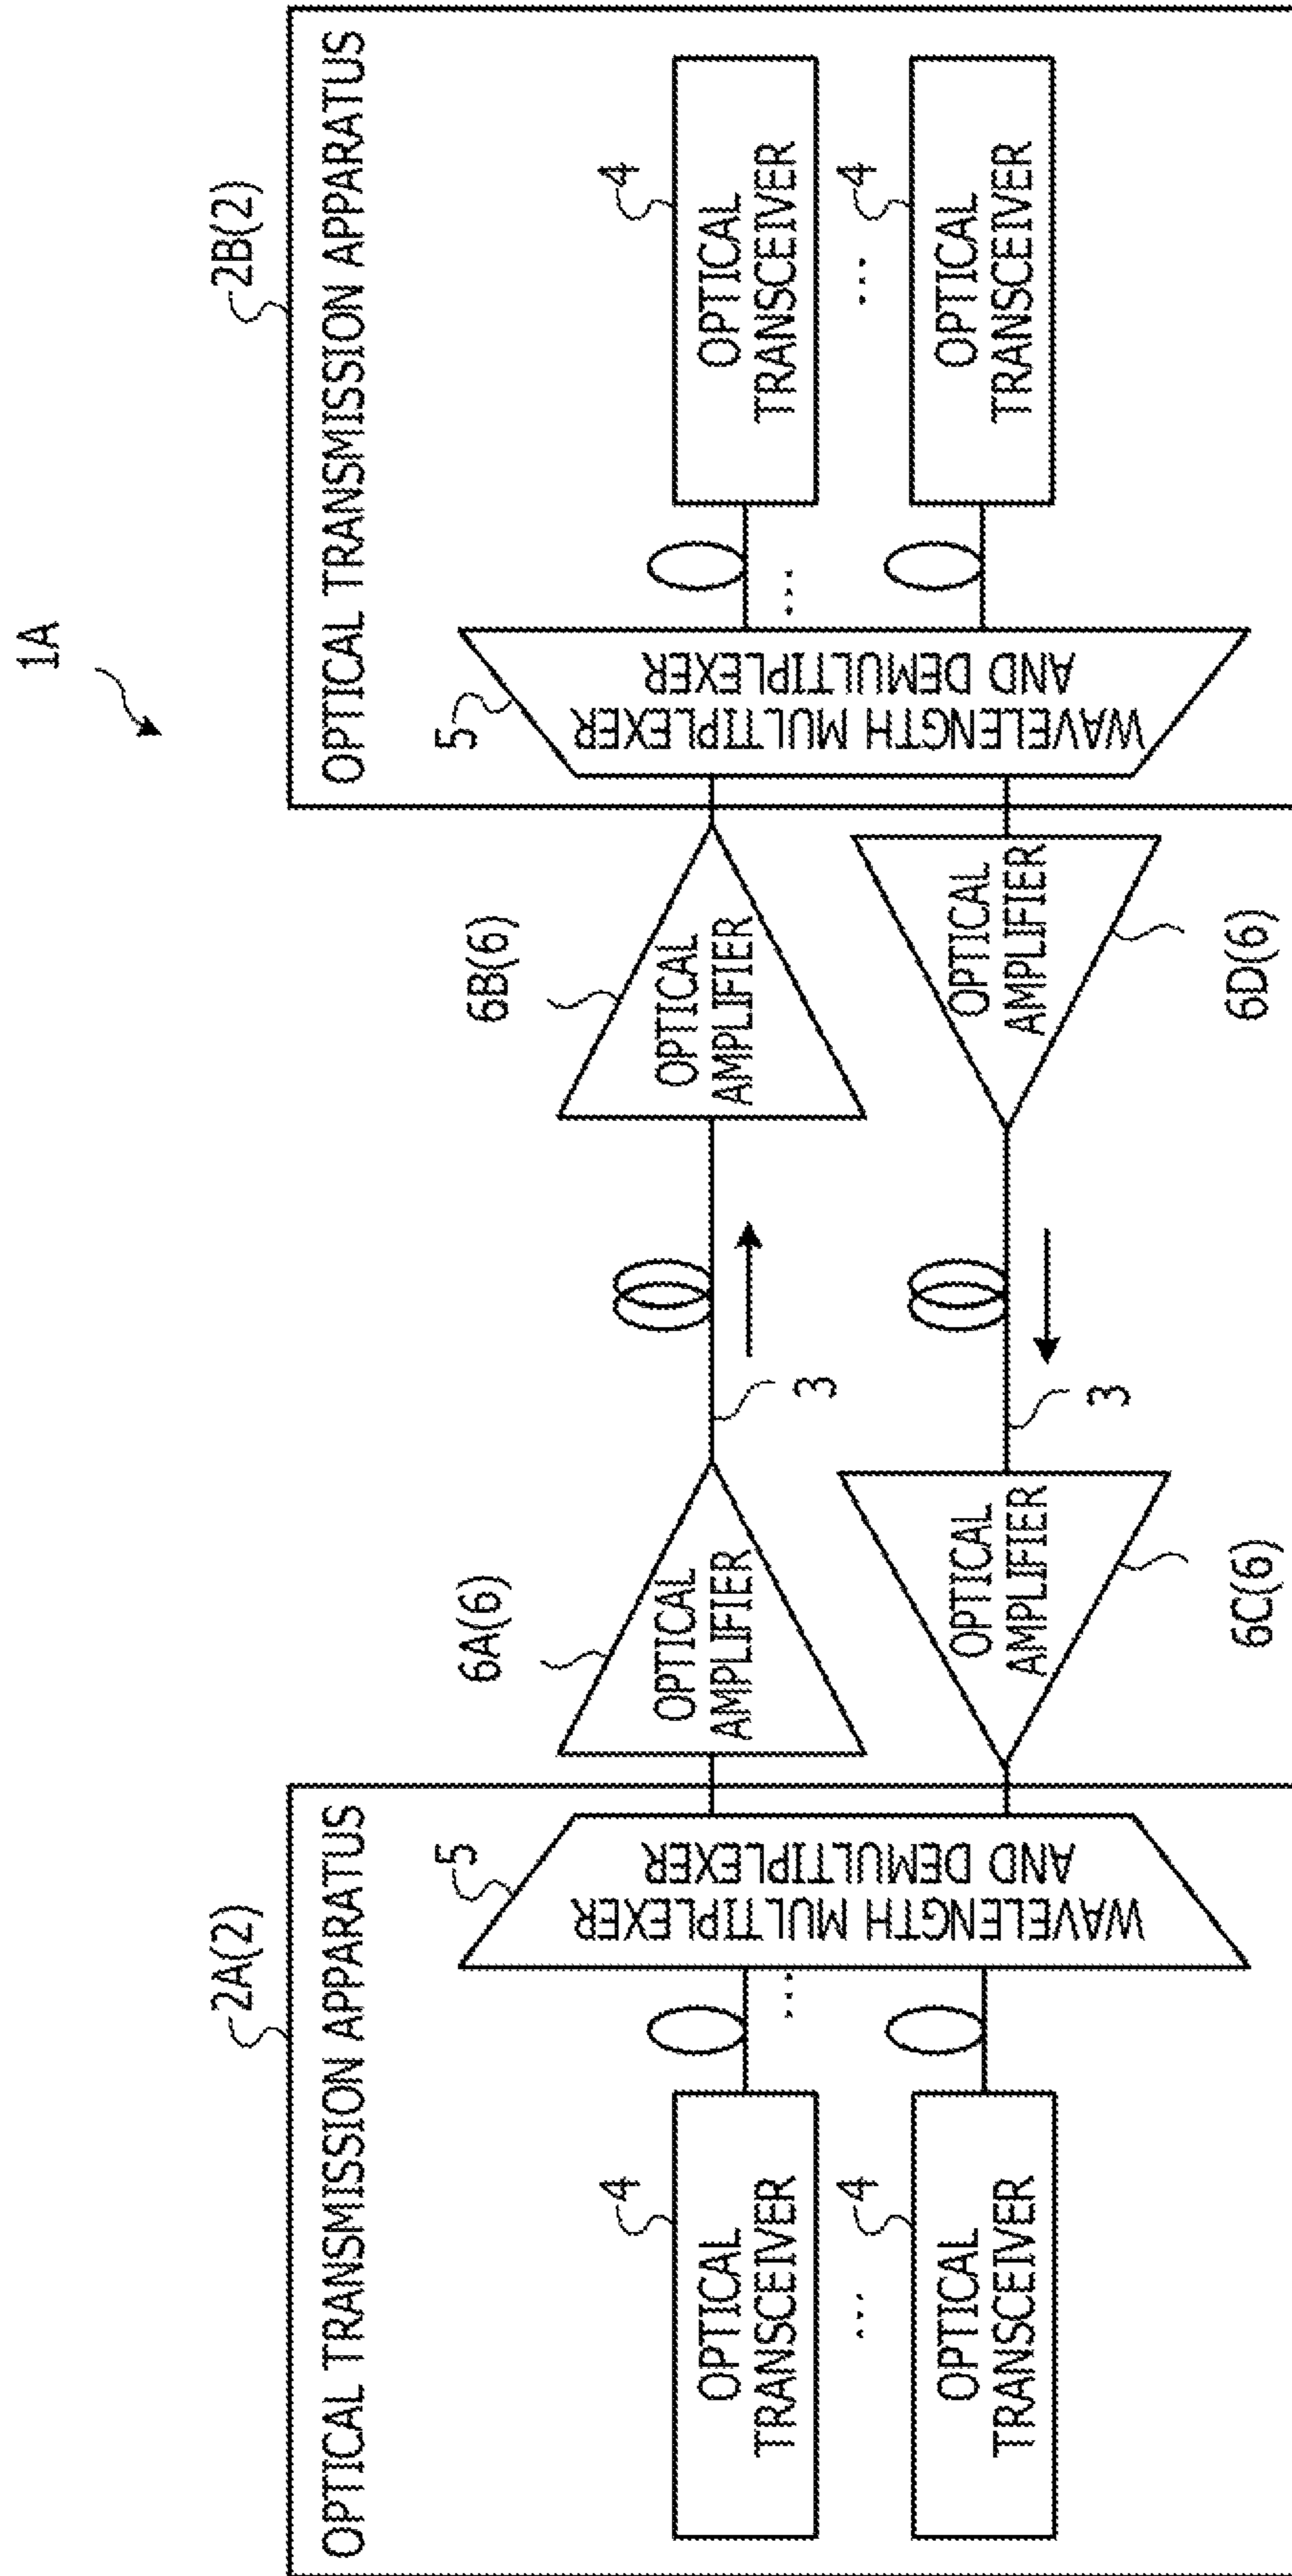 1A
2A(2)
OPTICAL TRANSMISSION APPARATUS
4
OPTICAL
TRANSCEIVER
...
4
OPTICAL
TRANSCEIVER
...
5
WAVELENGTH MULTIPLEXER
AND DEMULTIPLEXER
6A(6)
OPTICAL
AMPLIFIER
3
6B(6)
OPTICAL
AMPLIFIER
OPTICAL
AMPLIFIER
6C(6)
3
OPTICAL
AMPLIFIER
6D(6)
2B(2)
OPTICAL TRANSMISSION APPARATUS
5
WAVELENGTH MULTIPLEXER
AND DEMULTIPLEXER
...
4
OPTICAL
TRANSCEIVER
...
4
OPTICAL
TRANSCEIVER